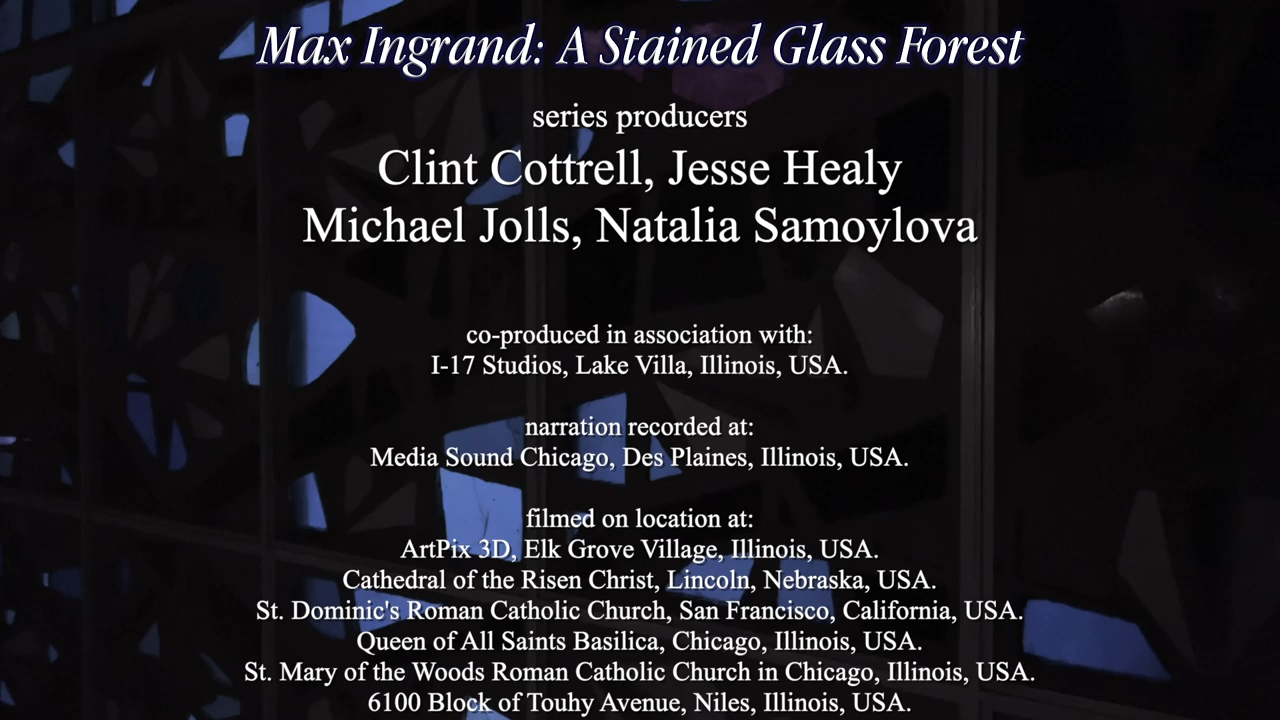 Max Ingrand: A Stained Glass Forest
series producers
Clint Cottrell, Jesse Healy
Michael Jolls, Natalia Samoylova
co-produced in association with:
I-17 Studios, Lake Villa, Illinois, USA.
narration recorded at:
Media Sound Chicago, Des Plaines, Illinois, USA.
filmed on location at:
ArtPix 3D, Elk Grove Village, Illinois, USA.
Cathedral of the Risen Christ, Lincoln, Nebraska, USA.
St. Dominic's Roman Catholic Church, San Francisco, California, USA.
Queen of All Saints Basilica, Chicago, Illinois, USA.
St. Mary of the Woods Roman Catholic Church in Chicago, Illinois, USA.
6100 Block of Touhy Avenue, Niles, Illinois, USA.